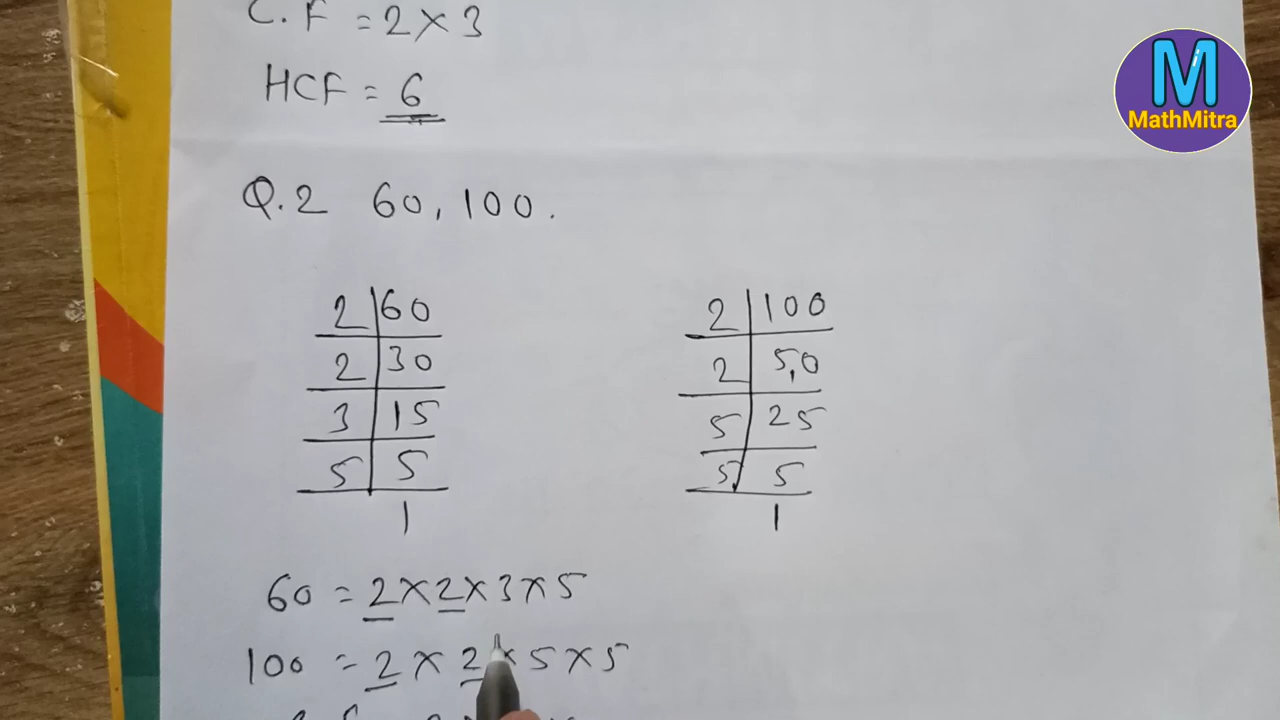 C.F = 2 × 3
HCF = 6
M
MathMitra
Q.2 60, 100.
2 | 60
2 | 30
3 | 15
5 | 5
1
2 | 100
2 | 50
5 | 25
5 | 5
1
60 = 2 × 2 × 3 × 5
100 = 2 × 2 × 5 × 5